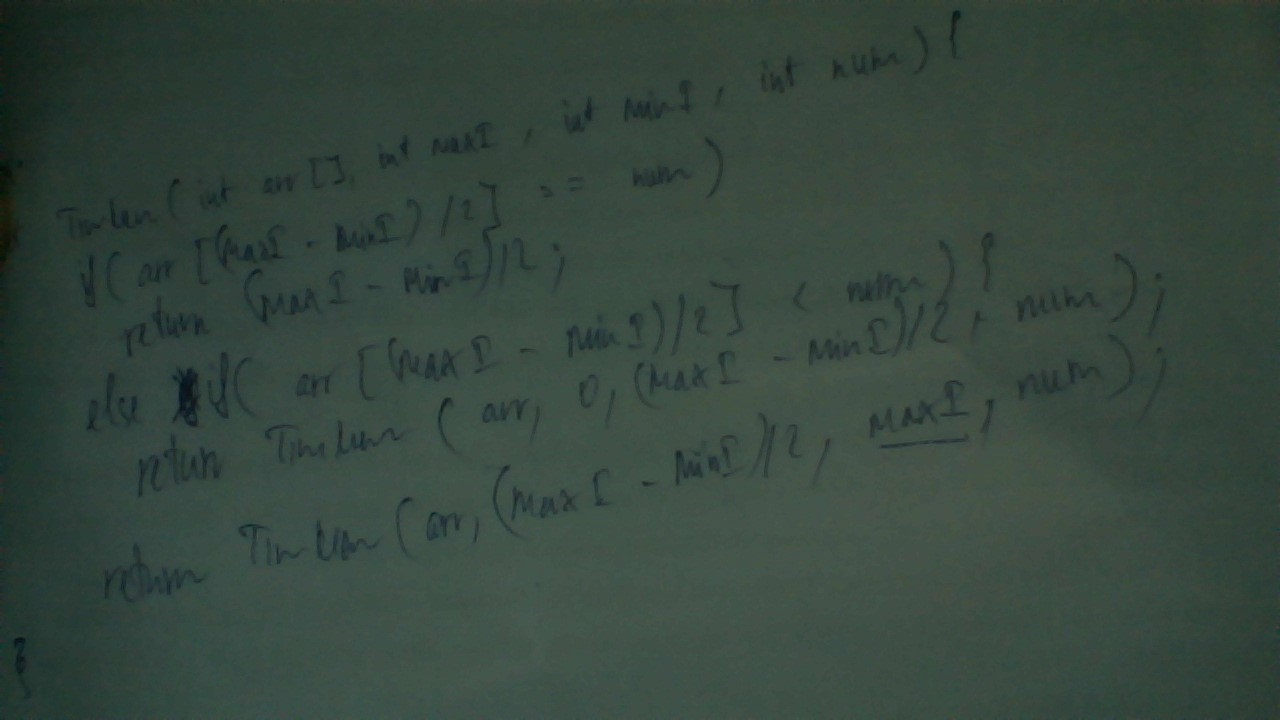 Timkiem ( int arr [], int maxI , int minI , int num ) {
if ( arr [(maxI - minI) /2] == num )
return (maxI - minI)/2 ;
else if ( arr [(maxI - minI)/2] < num ) {
return Timkiem ( arr, 0, (maxI - minI)/2 , num ) ;
return Timkiem ( arr, (maxI - minI)/2 , maxI , num ) ;
}